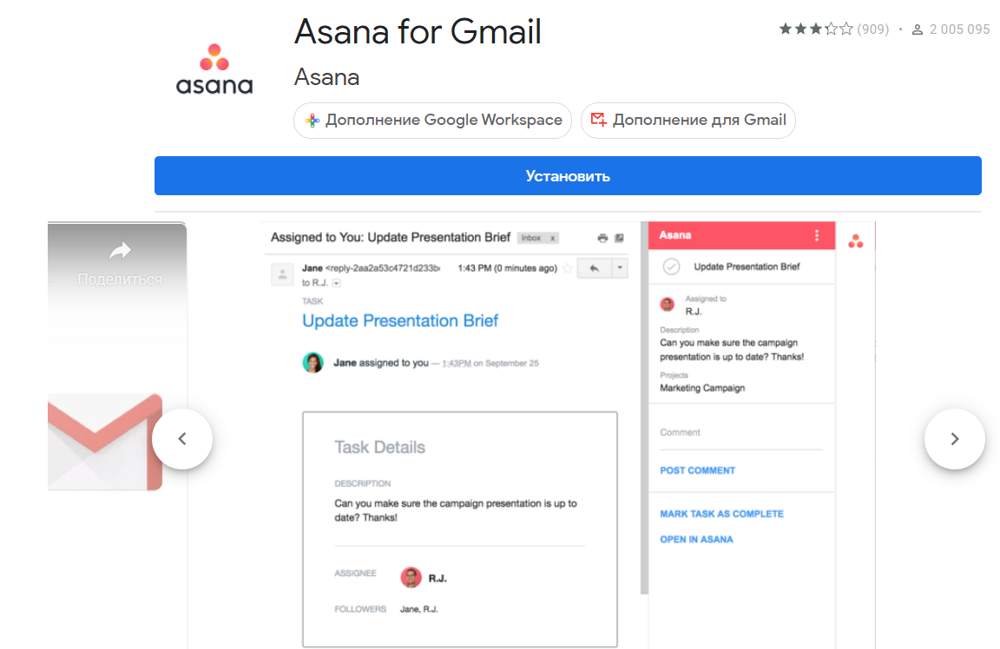 Asana for Gmail
(909) • 2 005 095
asana
Asana
Дополнение Google Workspace
Дополнение для Gmail
Установить
Поделиться
Assigned to You: Update Presentation Brief
Inbox x
Jane <reply-2aa2a53c4721d233b
1:43 PM (0 minutes ago)
to R.J.
TASK
Update Presentation Brief
Jane assigned to you — 1:43PM on September 25
Task Details
DESCRIPTION
Can you make sure the campaign presentation is up to
date? Thanks!
ASSIGNEE
R.J.
FOLLOWERS
Jane, R.J.
Asana
Update Presentation Brief
Assigned to
R.J.
Description
Can you make sure the campaign
presentation is up to date? Thanks!
Projects
Marketing Campaign
Comment
POST COMMENT
MARK TASK AS COMPLETE
OPEN IN ASANA